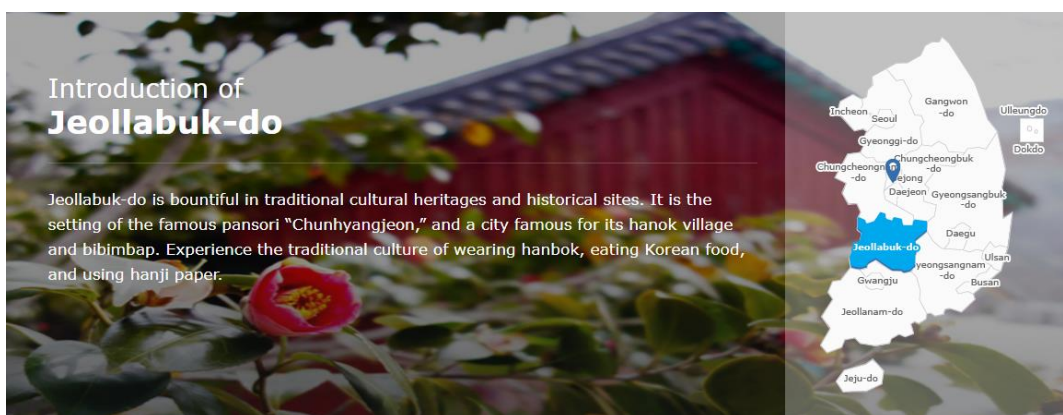 Introduction of
Jeollabuk-do
Jeollabuk-do is bountiful in traditional cultural heritages and historical sites. It is the
setting of the famous pansori “Chunhyangjeon,” and a city famous for its hanok village
and bibimbap. Experience the traditional culture of wearing hanbok, eating Korean food,
and using hanji paper.
Gangwon
-do
Incheon
Seoul
Ulleungdo
Gyeonggi-do
Dokdo
Chungcheongbuk
-do
-do
Daejeon
Gyeongsangbuk
-do
Daegu
Jeollabuk-do
Ulsan
-do
Gwangju
Busan
Jeollanam-do
Jeju-do